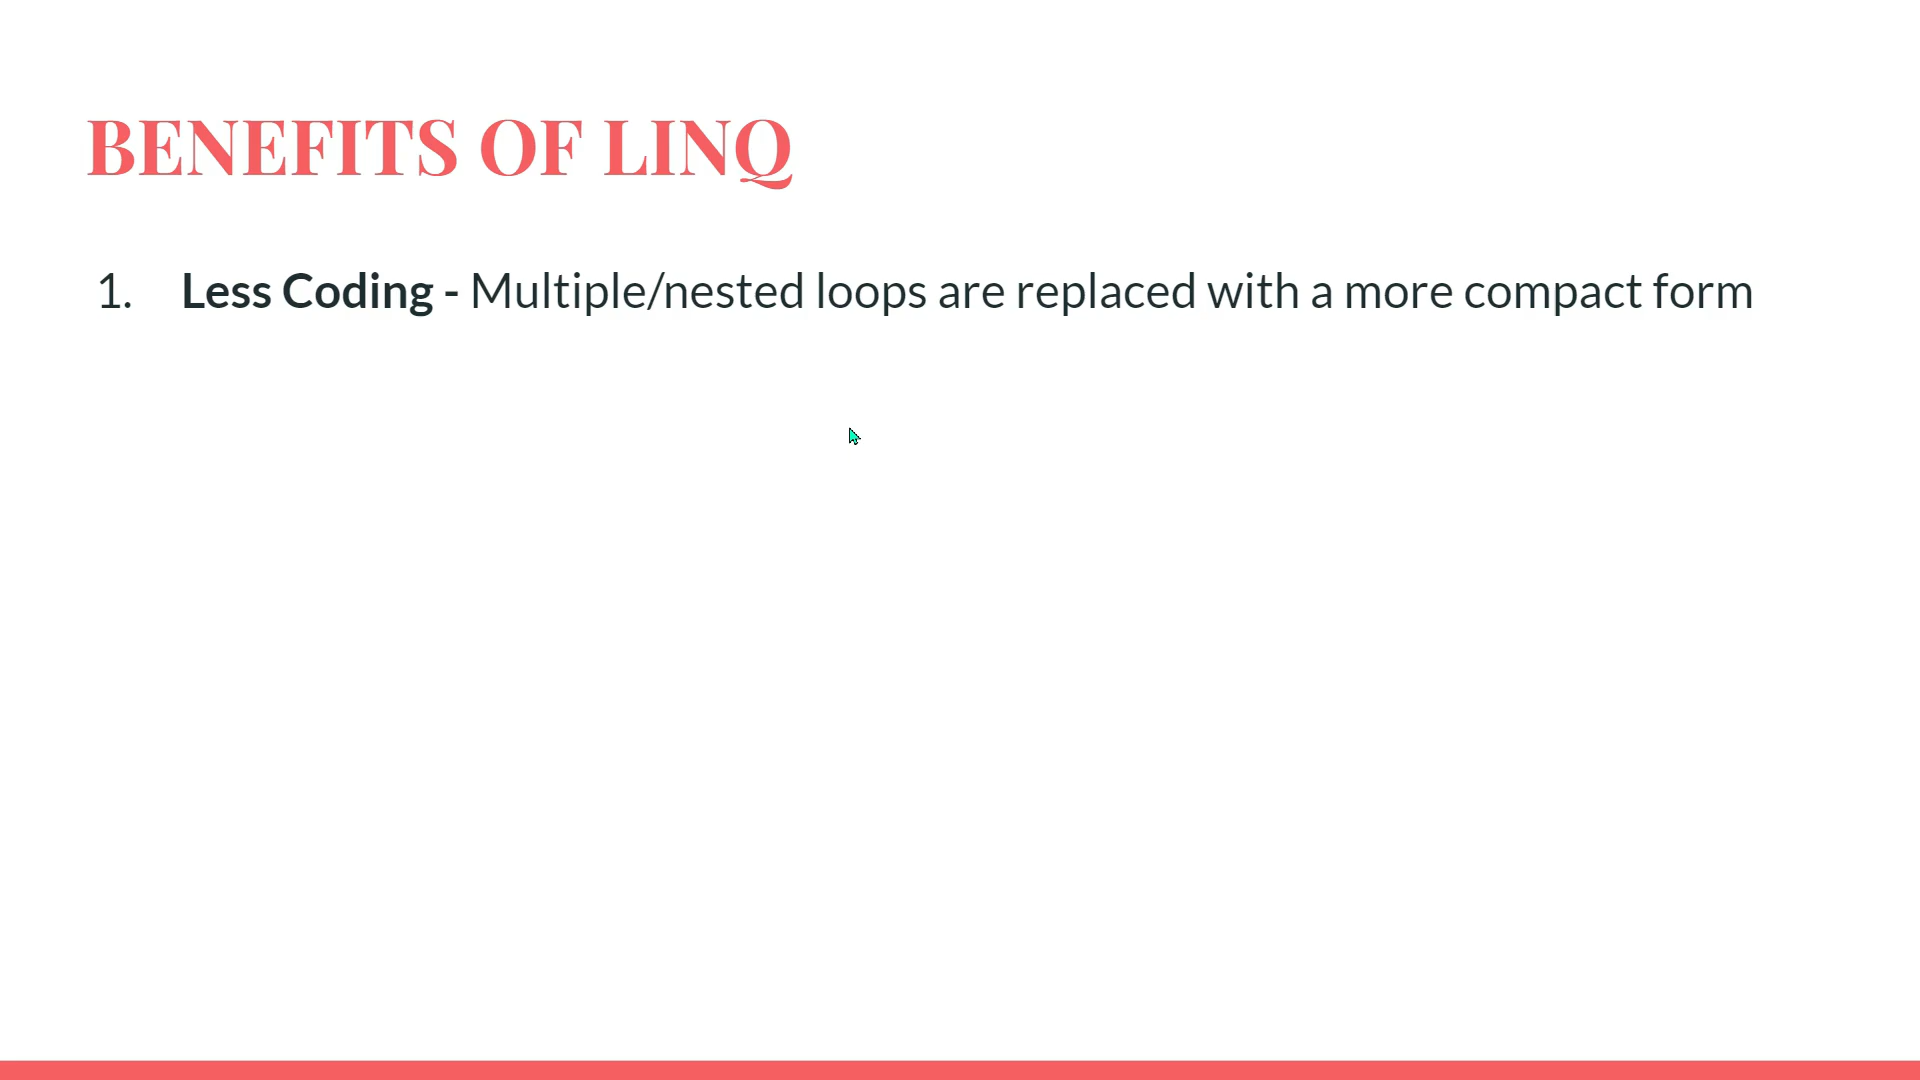 BENEFITS OF LINQ
1. Less Coding - Multiple/nested loops are replaced with a more compact form